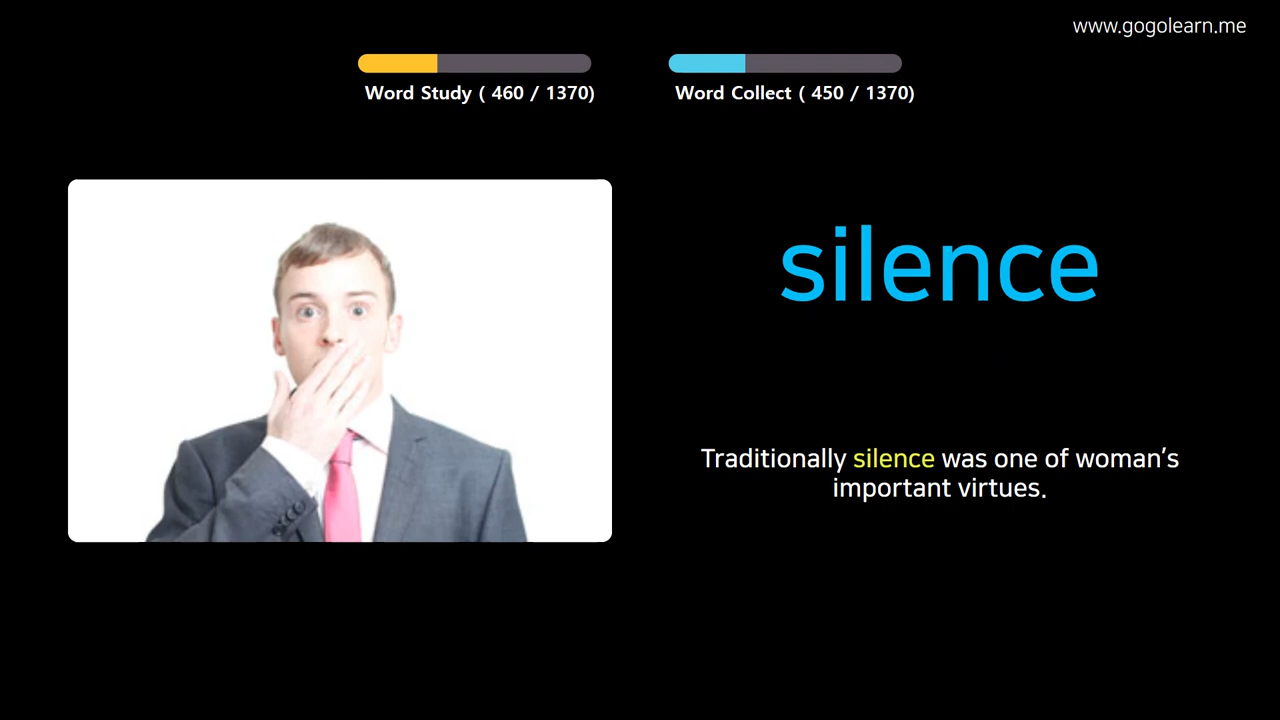 www.gogolearn.me
Word Study ( 460 / 1370)
Word Collect ( 450 / 1370)
silence
Traditionally silence was one of woman's
important virtues.